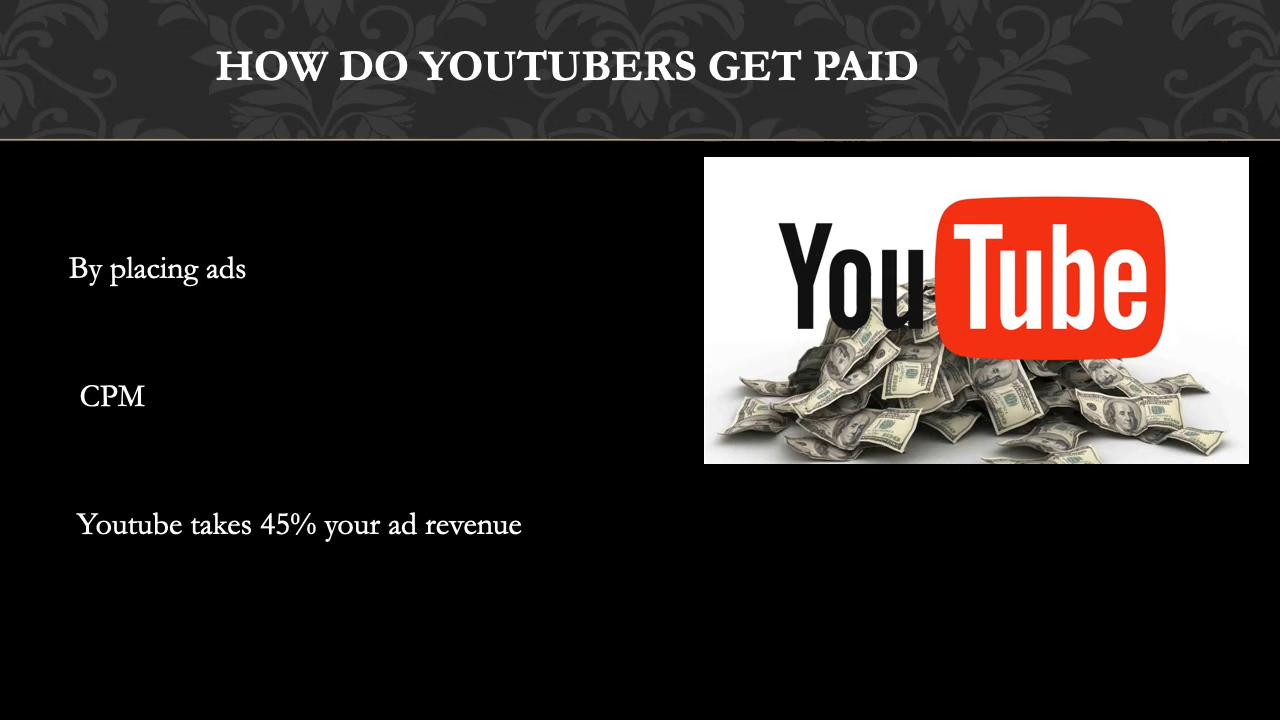 HOW DO YOUTUBERS GET PAID
By placing ads
YouTube
CPM
Youtube takes 45% your ad revenue